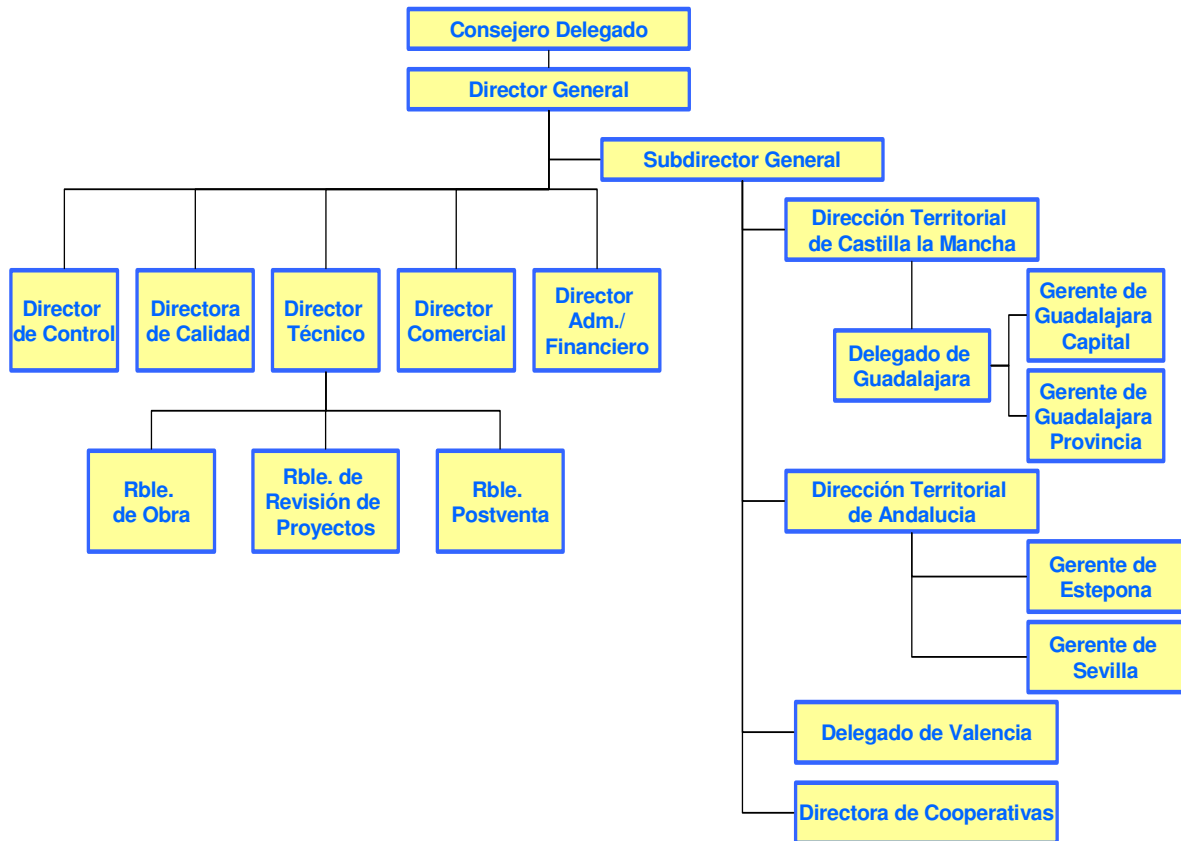 Consejero Delegado
Director General
Subdirector General
Dirección Territorial
de Castilla la Mancha
Director
de Control
Directora
de Calidad
Director
Técnico
Director
Comercial
Director
Adm./
Financiero
Gerente de
Guadalajara
Capital
Delegado de
Guadalajara
Gerente de
Guadalajara
Provincia
Rble.
de Obra
Rble. de
Revisión de
Proyectos
Rble.
Postventa
Dirección Territorial
de Andalucia
Gerente de
Estepona
Gerente de
Sevilla
Delegado de Valencia
Directora de Cooperativas